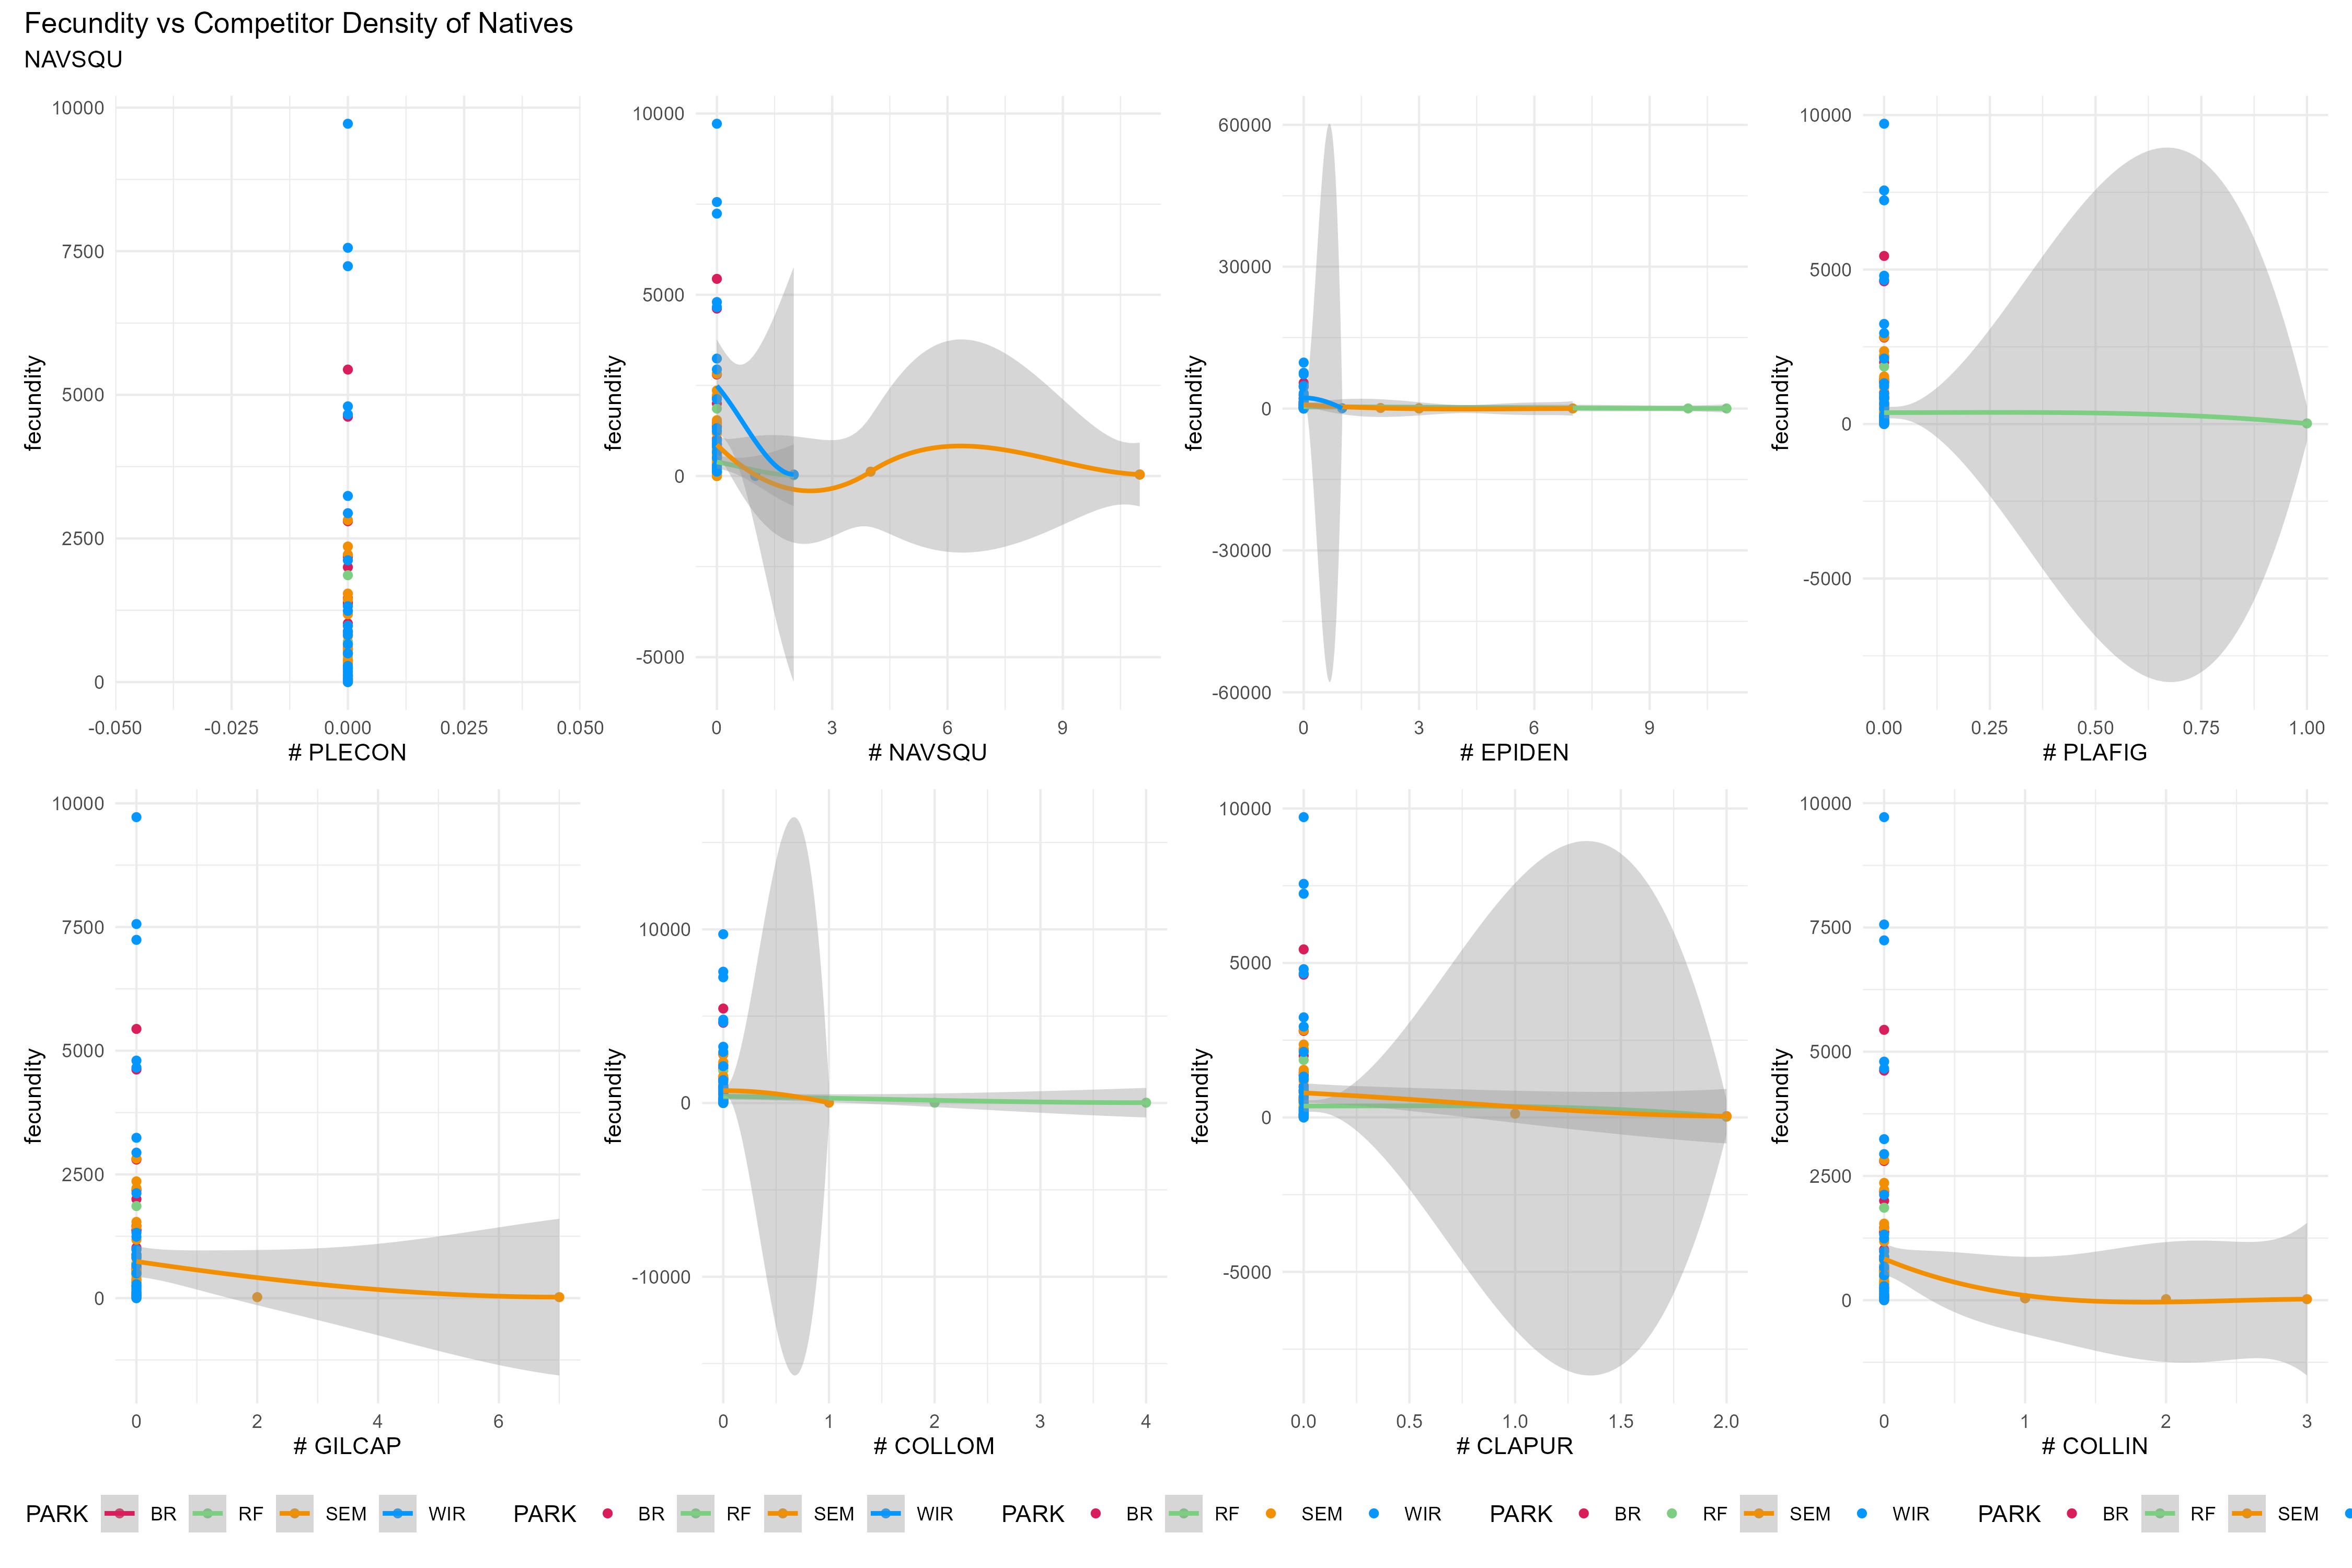 Fecundity vs Competitor Density of Natives
NAVSQU
fecundity
10000
7500
5000
2500
0
-0.050 -0.025 0.000 0.025 0.050
# PLECON
fecundity
10000
5000
0
-5000
0 3 6 9
# NAVSQU
fecundity
60000
30000
0
-30000
-60000
0 3 6 9
# EPIDEN
fecundity
10000
5000
0
-5000
0.00 0.25 0.50 0.75 1.00
# PLAFIG
fecundity
10000
7500
5000
2500
0
0 2 4 6
# GILCAP
fecundity
10000
0
-10000
0 1 2 3 4
# COLLOM
fecundity
10000
5000
0
-5000
0.0 0.5 1.0 1.5 2.0
# CLAPUR
fecundity
10000
7500
5000
2500
0
0 1 2 3
# COLLIN
PARK BR RF SEM WIR PARK BR RF SEM WIR PARK BR RF SEM WIR PARK BR RF SEM WIR PARK BR RF SEM